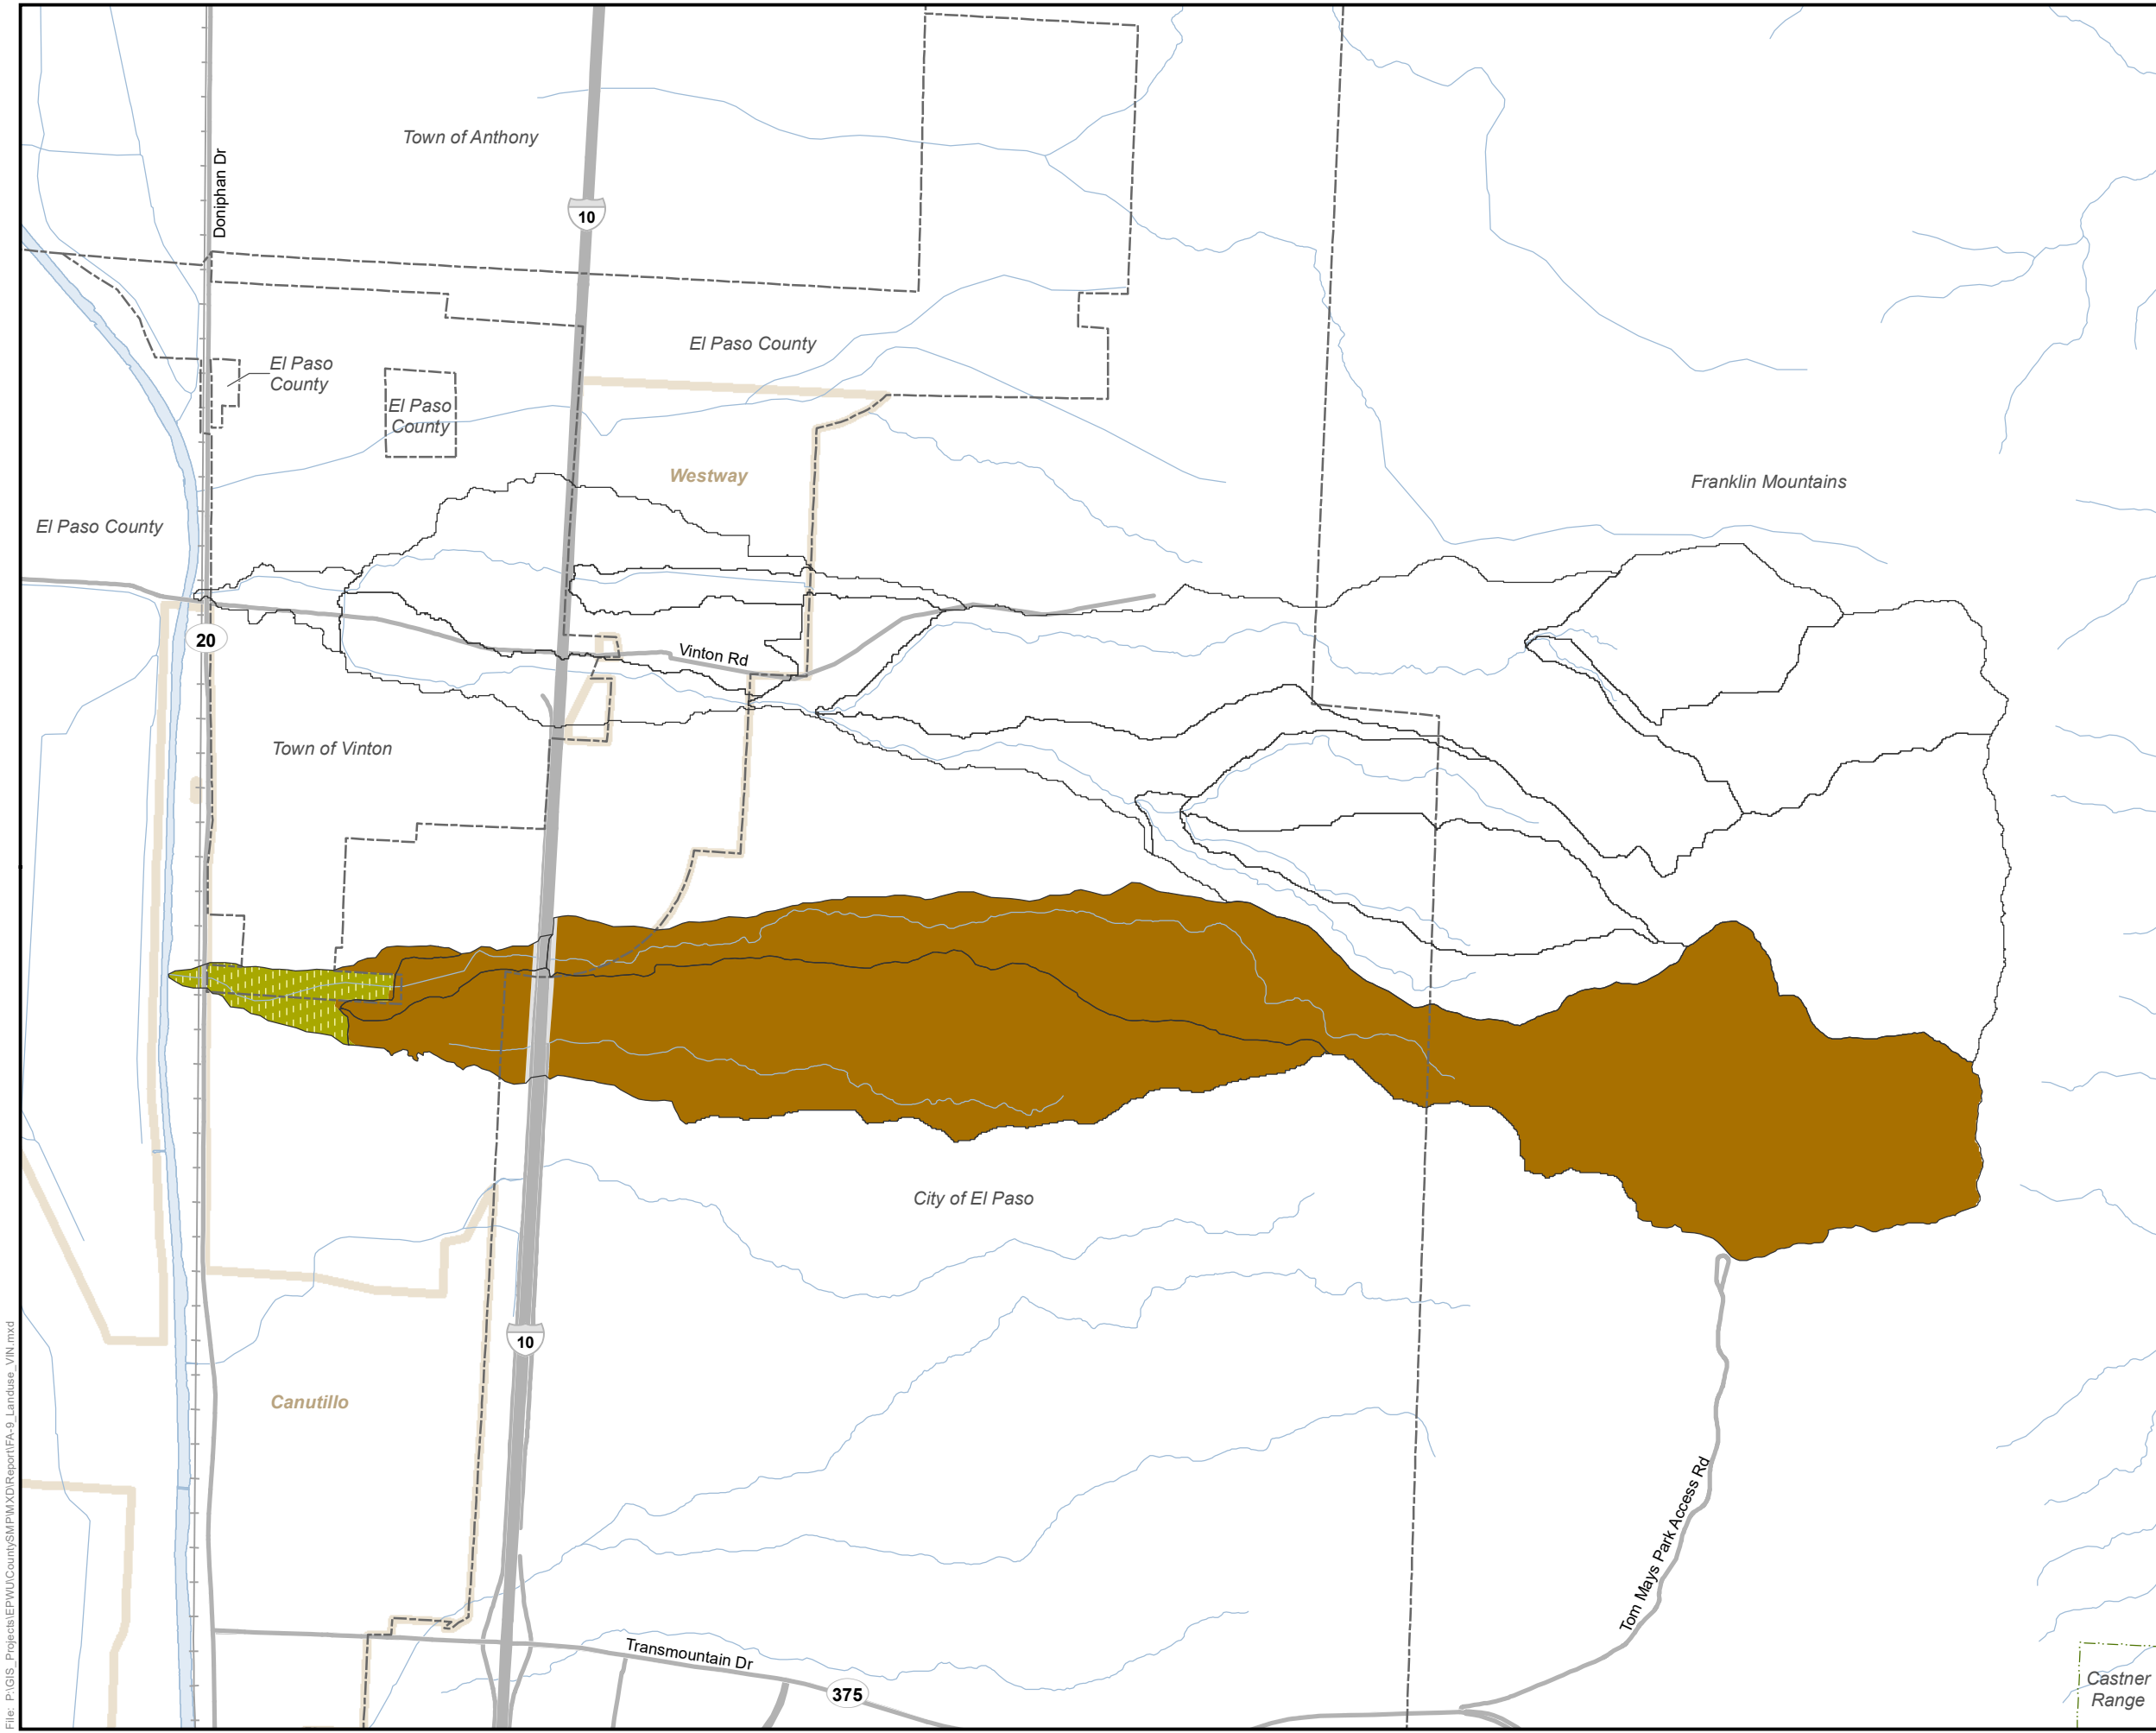 Town of Anthony
Doniphan Dr
10
El Paso County
El Paso
County
El Paso
County
Westway
Franklin Mountains
El Paso County
20
Vinton Rd
Town of Vinton
City of El Paso
10
Canutillo
Tom Mays Park Access Rd
Transmountain Dr
375
Castner
Range
File: P:\GIS_Projects\EPWU\CountySMP\MXD\Report\FA-9_Landuse_VIN.mxd